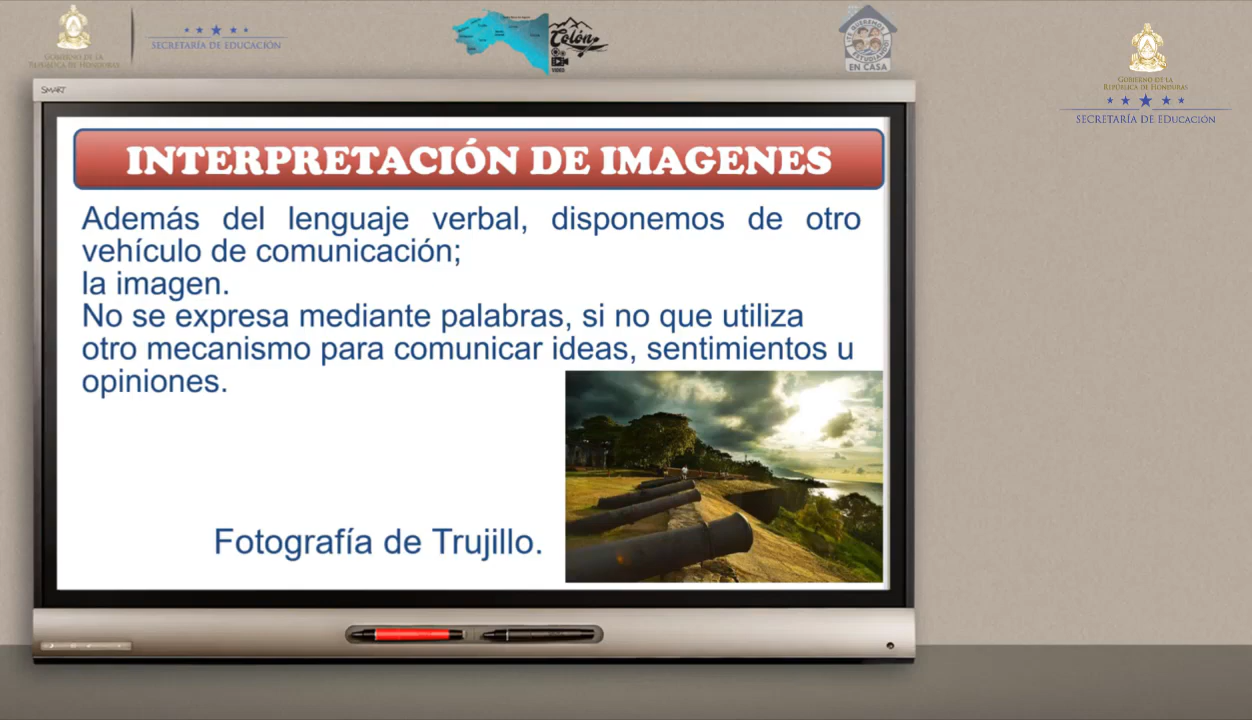 GOBIERNO DE LA
REPÚBLICA DE HONDURAS
SECRETARÍA DE EDUCACIÓN
Colón
VIDEO
EN CASA
GOBIERNO DE LA
REPÚBLICA DE HONDURAS
SECRETARÍA DE EDUCACIÓN
SMART
INTERPRETACIÓN DE IMAGENES
Además del lenguaje verbal, disponemos de otro
vehículo de comunicación;
la imagen.
No se expresa mediante palabras, si no que utiliza
otro mecanismo para comunicar ideas, sentimientos u
opiniones.
Fotografía de Trujillo.